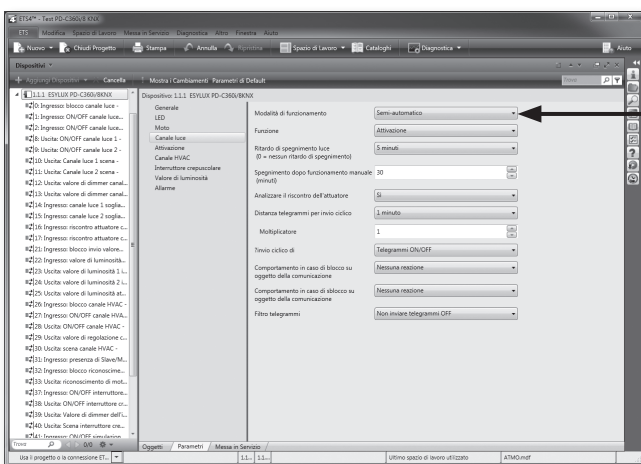 ETS4™ - Test PD-C360i/8 KNX
ETS Modifica Spazio di Lavoro Messa in Servizio Diagnostica Altro Finestra Aiuto
Nuovo Chiudi Progetto Stampa Annulla Ripristina Spazio di Lavoro Cataloghi Diagnostica Aiuto
Dispositivi
Aggiungi Dispositivi Cancella Mostra i Cambiamenti Parametri di Default Trova
1.1.1 ESYLUX PD-C360i/8KNX
0: Ingresso: blocco canale luce -
1: Ingresso: ON/OFF canale luce...
2: Ingresso: ON/OFF canale luce...
8: Uscita: ON/OFF canale luce 1 -
9: Uscita: ON/OFF canale luce 2 -
10: Uscita: Canale luce 1 scena -
11: Uscita: Canale luce 2 scena -
12: Uscita: valore di dimmer canal...
13: Uscita: valore di dimmer canal...
14: Ingresso: canale luce 1 soglia...
15: Ingresso: canale luce 2 soglia...
16: Ingresso: riscontro attuatore c...
17: Ingresso: riscontro attuatore c...
21: Ingresso: blocco invio valore...
22: Ingresso: valore di luminosità...
23: Uscita: valore di luminosità 1 i...
24: Uscita: valore di luminosità 2 i...
25: Uscita: valore di luminosità at...
26: Ingresso: blocco canale HVAC -
27: Ingresso: ON/OFF canale HVA...
28: Uscita: ON/OFF canale HVAC -
29: Uscita: valore di regolazione c...
30: Uscita: scena canale HVAC -
31: Ingresso: presenza di Slave/M...
32: Ingresso: blocco riconoscime...
33: Uscita: riconoscimento di mot...
37: Ingresso: ON/OFF interruttore...
38: Uscita: ON/OFF interruttore cr...
39: Uscita: Valore di dimmer dell'i...
40: Uscita: Scena interruttore cre...
41: Ingresso: ON/OFF simulazion...
Trova 0/0
Dispositivo: 1.1.1 ESYLUX PD-C360i/8KNX
Generale
LED
Moto
Canale luce
Attivazione
Canale HVAC
Interruttore crepuscolare
Valore di luminosità
Allarme
Modalità di funzionamento Semi-automatico
Funzione Attivazione
Ritardo di spegnimento luce 5 minuti
(0 = nessun ritardo di spegnimento)
Spegnimento dopo funzionamento manuale 30
(minuti)
Analizzare il riscontro dell'attuatore Sì
Distanza telegrammi per invio ciclico 1 minuto
Moltiplicatore 1
?invio ciclico di Telegrammi ON/OFF
Comportamento in caso di blocco su Nessuna reazione
oggetto della comunicazione
Comportamento in caso di sblocco su Nessuna reazione
oggetto della comunicazione
Filtro telegrammi Non inviare telegrammi OFF
Oggetti Parametri Messa in Servizio
Usa il progetto o la connessione ET... 1.1... 1.1... Ultimo spazio di lavoro utilizzato ATMO.mdf